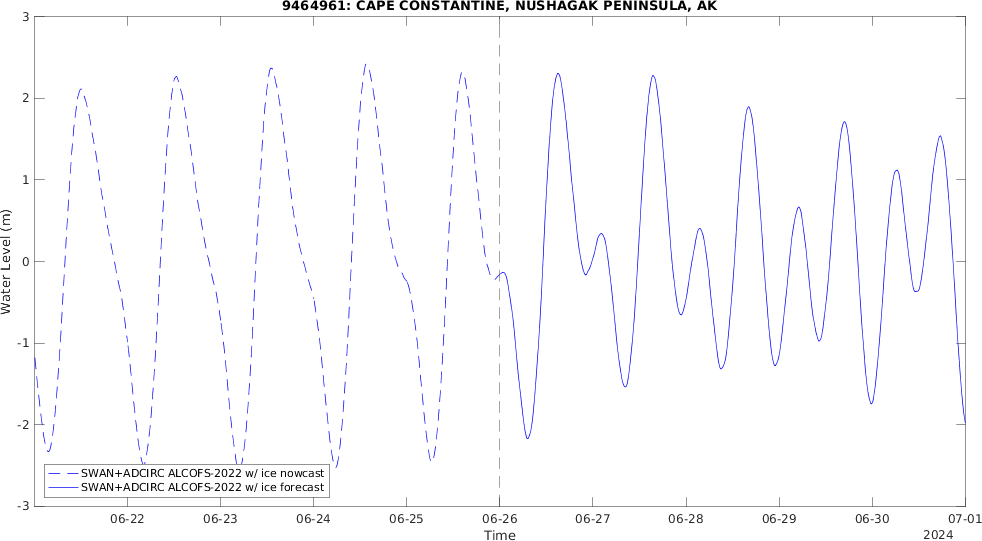 9464961: CAPE CONSTANTINE, NUSHAGAK PENINSULA, AK
3
2
1
0
-1
-2
-3
Water Level (m)
SWAN+ADCIRC ALCOFS-2022 w/ ice nowcast
SWAN+ADCIRC ALCOFS-2022 w/ ice forecast
06-22 06-23 06-24 06-25 06-26 06-27 06-28 06-29 06-30 07-01
Time
2024